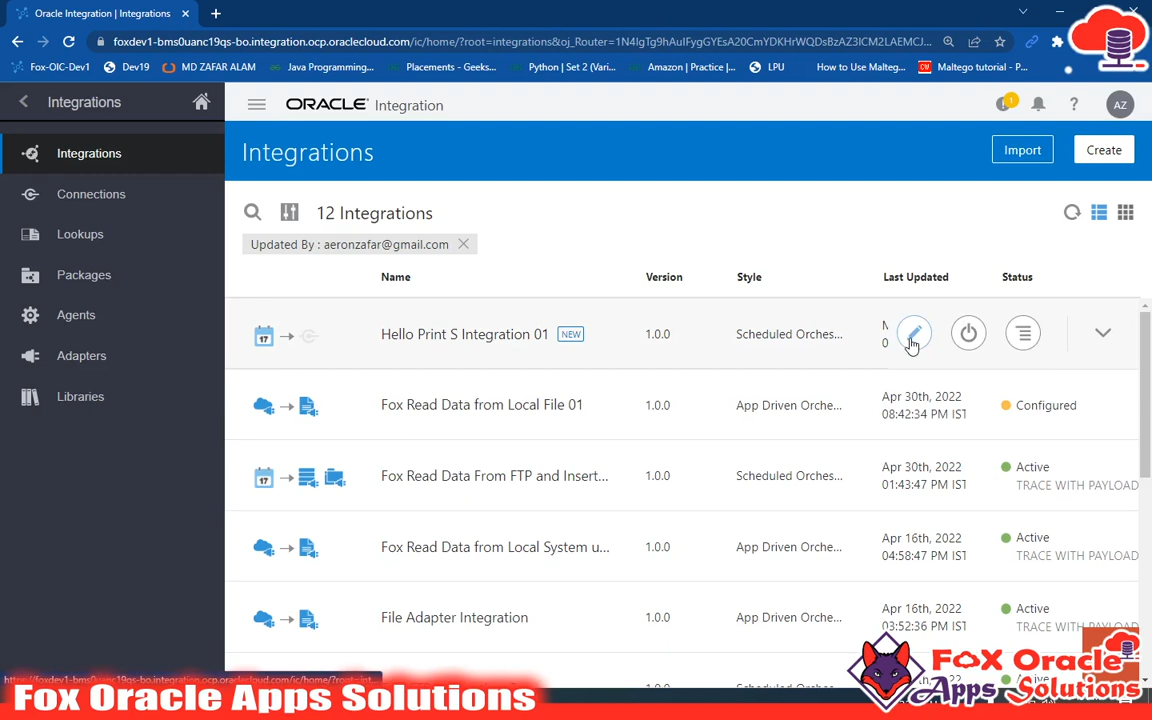 Oracle Integration | Integrations
foxdev1-bms0uanc19qs-bo.integration.ocp.oraclecloud.com/ic/home/?root=integrations&oj_Router=1N4IgTg9hAuIFygGYEsA20CmYDKHrWQDsBzAZ3ICM2LAEMCJ...
Fox-OIC-Dev1 Dev19 MD ZAFAR ALAM Java Programming... Placements - Geeks... Python | Set 2 (Vari... Amazon | Practice |... LPU How to Use Malteg... Maltego tutorial - P...
Integrations
ORACLE Integration
1
?
AZ
Integrations
Connections
Lookups
Packages
Agents
Adapters
Libraries
Integrations
Import
Create
12 Integrations
Updated By : aeronzafar@gmail.com
Name Version Style Last Updated Status
17 Hello Print S Integration 01 NEW 1.0.0 Scheduled Orches...
Fox Read Data from Local File 01 1.0.0 App Driven Orche... Apr 30th, 2022 Configured
08:42:34 PM IST
17 Fox Read Data From FTP and Insert... 1.0.0 Scheduled Orches... Apr 30th, 2022 Active
01:43:47 PM IST TRACE WITH PAYLOAD
Fox Read Data from Local System u... 1.0.0 App Driven Orche... Apr 16th, 2022 Active
04:58:47 PM IST TRACE WITH PAYLOAD
File Adapter Integration 1.0.0 App Driven Orche... Apr 16th, 2022 Active
03:52:36 PM IST TRACE WITH PAYLOAD
Fox Oracle Apps Solutions
FOX Oracle
Apps Solutions